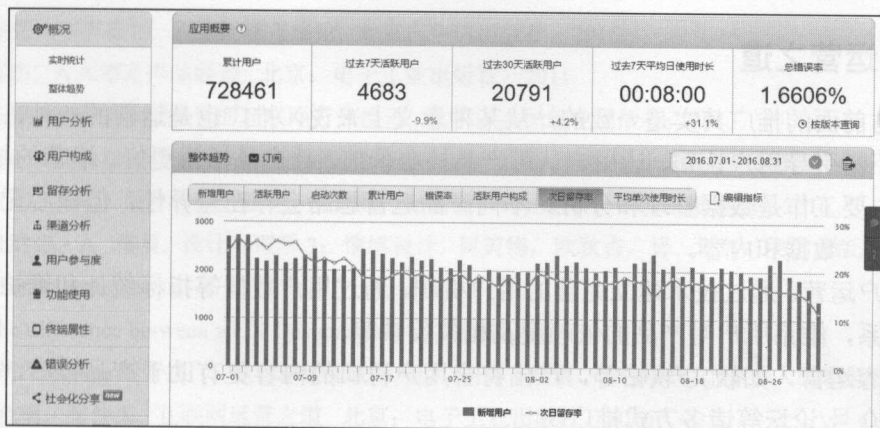 概况
实时统计
整体趋势
用户分析
用户构成
留存分析
渠道分析
用户参与度
功能使用
终端属性
错误分析
社会化分享 new
应用概要
累计用户
728461
过去7天活跃用户
4683
-9.9%
过去30天活跃用户
20791
-4.2%
过去7天平均日使用时长
00:08:00
+31.1%
总错误率
1.6606%
按版本查询
整体趋势 订阅
2016.07.01-2016.08.31
新增用户 活跃用户 启动次数 累计用户 错误率 活跃用户构成 次日留存率 平均单次使用时长 编辑指标
3000
2000
1000
30%
20%
10%
0%
07-01 07-09 07-17 07-25 08-02 08-10 08-18 08-26
新增用户 次日留存率